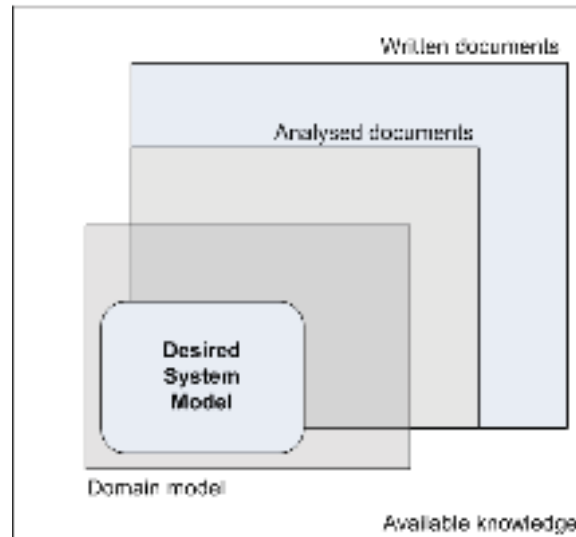 Written documents
Analysed documents
Desired
System
Model
Domain model
Available knowledge